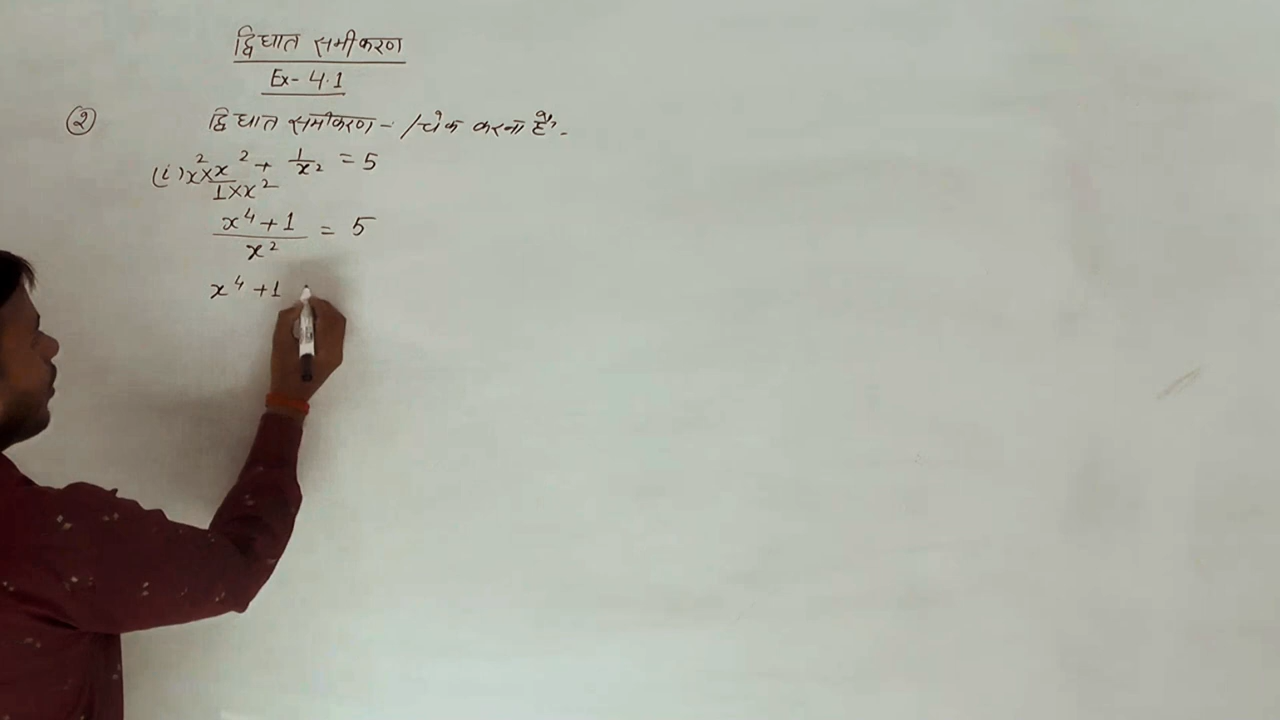 द्विघात समीकरण
Ex- 4.1
② द्विघात समीकरण - / चेक करना है.
(i) x² × x²/1×x² + 1/x² = 5
x⁴+1/x² = 5
x⁴+1